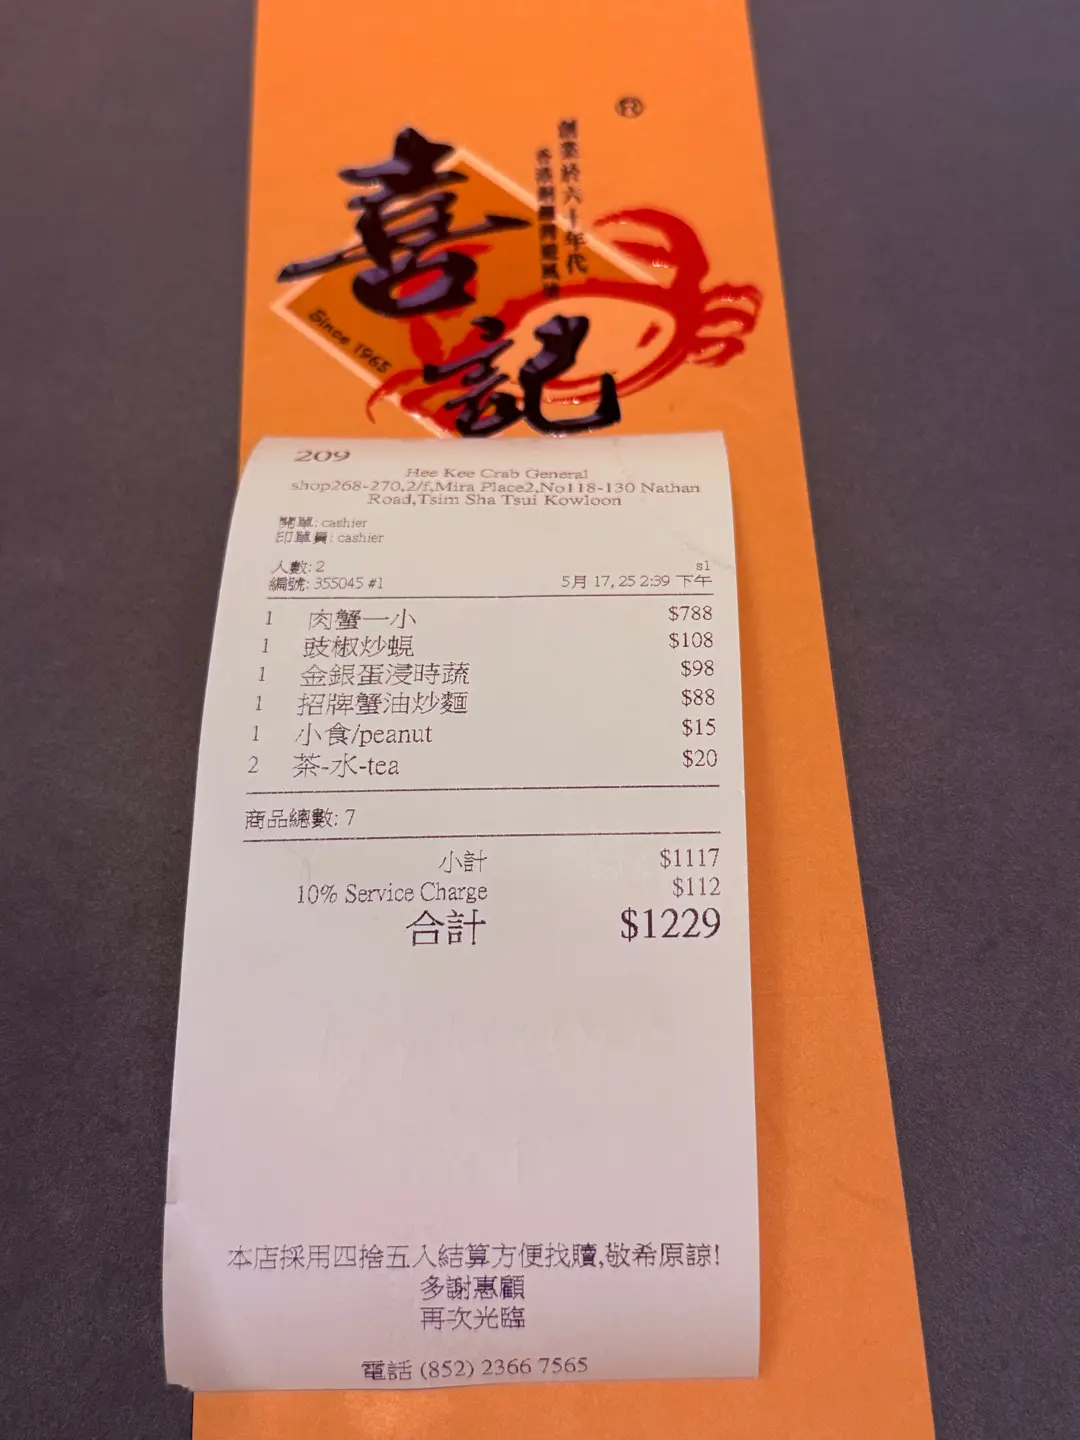 ®
創業於六十年代
香港銅鑼灣避風塘
喜記
Since 1965
209
Hee Kee Crab General
shop268-270,2/f,Mira Place2,No118-130 Nathan
Road,Tsim Sha Tsui Kowloon
開單: cashier
印單員: cashier
人數: 2 s1
編號: 355045 #1 5月 17, 25 2:39 下午
1 肉蟹一小 $788
1 豉椒炒蜆 $108
1 金銀蛋浸時蔬 $98
1 招牌蟹油炒麵 $88
1 小食/peanut $15
2 茶-水-tea $20
商品總數: 7
小計 $1117
10% Service Charge $112
合計 $1229
本店採用四捨五入結算方便找贖,敬希原諒!
多謝惠顧
再次光臨
電話 (852) 2366 7565